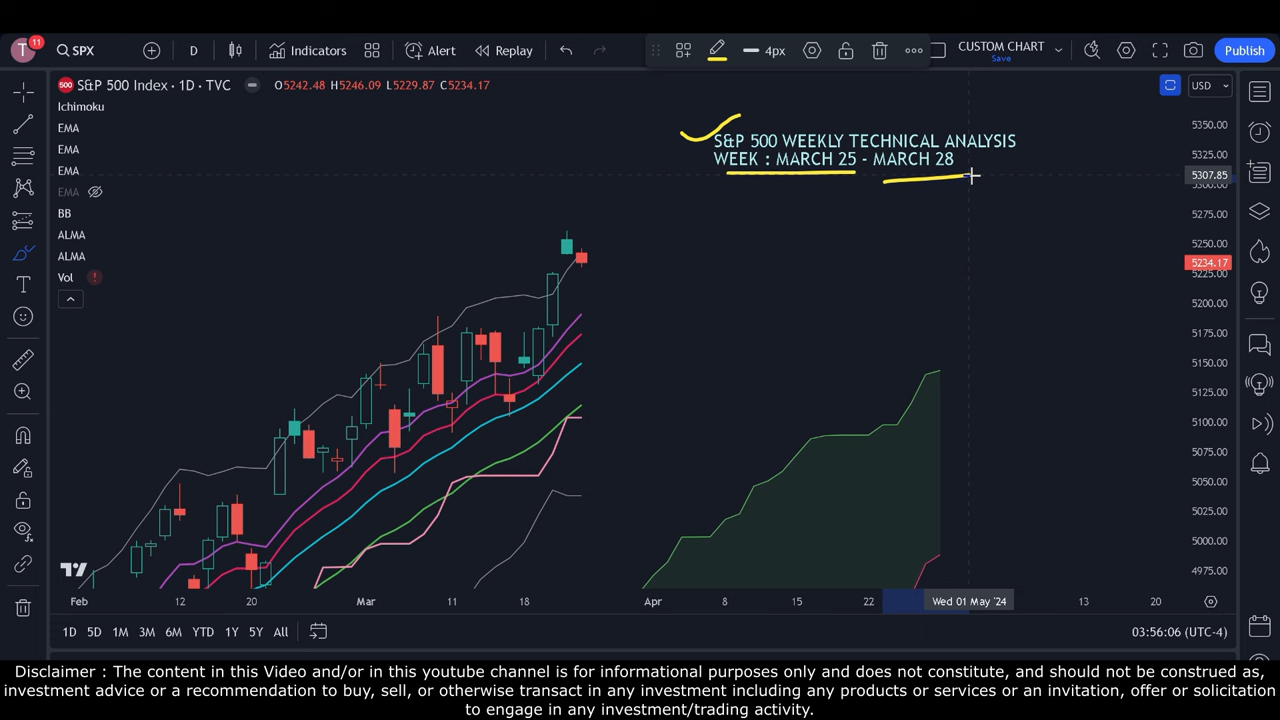 T 11 SPX D Indicators Alert Replay 4px CUSTOM CHART Save Publish
500 S&P 500 Index · 1D · TVC O5242.48 H5246.09 L5229.87 C5234.17 USD
Ichimoku
EMA
EMA
EMA
EMA
BB
ALMA
ALMA
Vol !
S&P 500 WEEKLY TECHNICAL ANALYSIS
WEEK : MARCH 25 - MARCH 28
5350.00
5325.00
5307.85
5300.00
5275.00
5250.00
5234.17
5225.00
5200.00
5175.00
5150.00
5125.00
5100.00
5075.00
5050.00
5025.00
5000.00
4975.00
Feb 12 20 Mar 11 18 Apr 8 15 22 Wed 01 May '24 13 20
1D 5D 1M 3M 6M YTD 1Y 5Y All 03:56:06 (UTC-4)
Disclaimer : The content in this Video and/or in this youtube channel is for informational purposes only and does not constitute, and should not be construed as,
investment advice or a recommendation to buy, sell, or otherwise transact in any investment including any products or services or an invitation, offer or solicitation
to engage in any investment/trading activity.